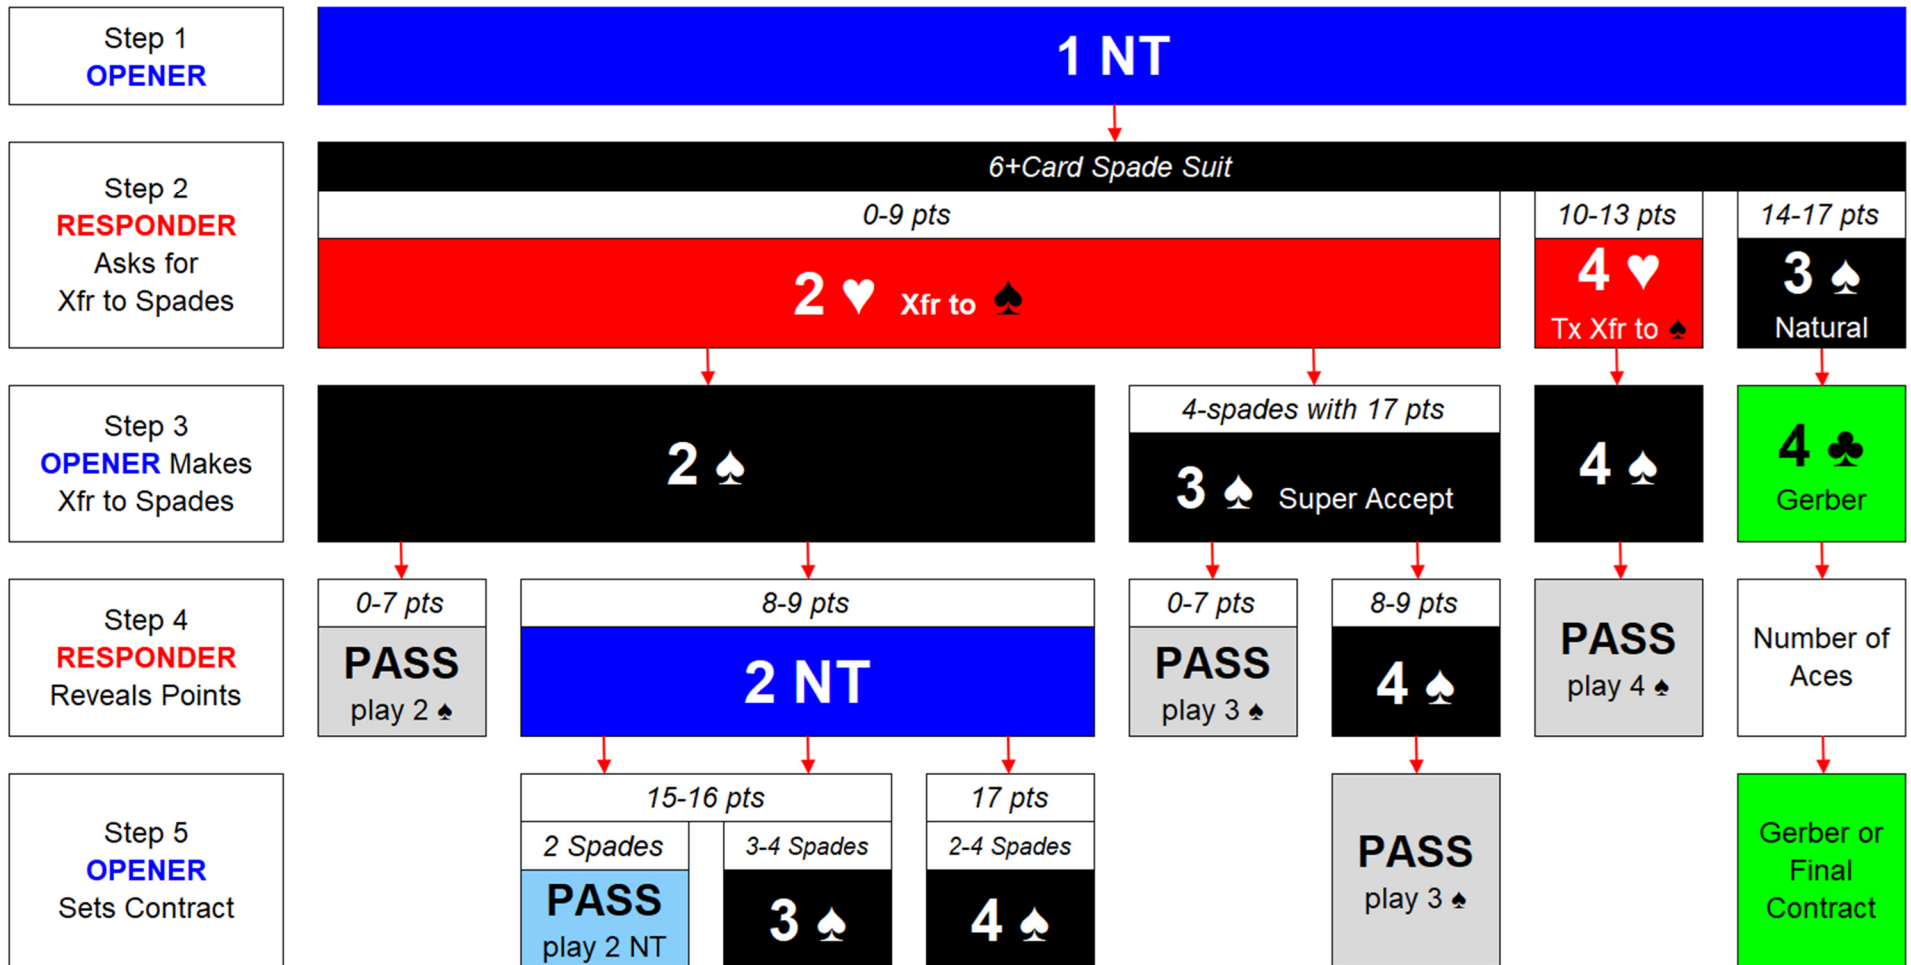 Step 1
OPENER
1 NT
Step 2
RESPONDER
Asks for
Xfr to Spades
6+Card Spade Suit
0-9 pts
2 ♥ Xfr to ♠
10-13 pts
4 ♥
Tx Xfr to ♠
14-17 pts
3 ♠
Natural
Step 3
OPENER Makes
Xfr to Spades
2 ♠
4-spades with 17 pts
3 ♠ Super Accept
4 ♠
4 ♣
Gerber
Step 4
RESPONDER
Reveals Points
0-7 pts
PASS
play 2 ♠
8-9 pts
2 NT
0-7 pts
PASS
play 3 ♠
8-9 pts
4 ♠
PASS
play 4 ♠
Number of
Aces
Step 5
OPENER
Sets Contract
15-16 pts
2 Spades
PASS
play 2 NT
3-4 Spades
3 ♠
17 pts
2-4 Spades
4 ♠
PASS
play 3 ♠
Gerber or
Final
Contract